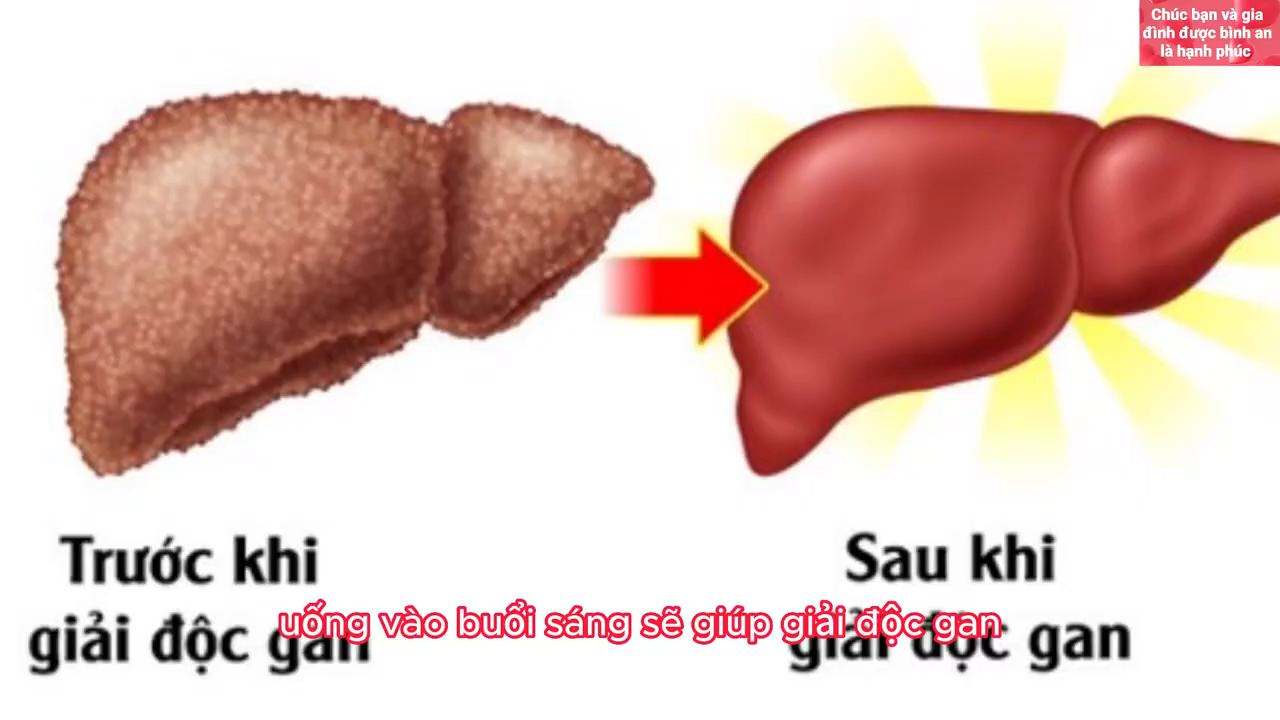 Chúc bạn và gia
đình được bình an
là hạnh phúc
Trước khi
giải độc gan
Sau khi
giải độc gan
uống vào buổi sáng sẽ giúp giải độc gan